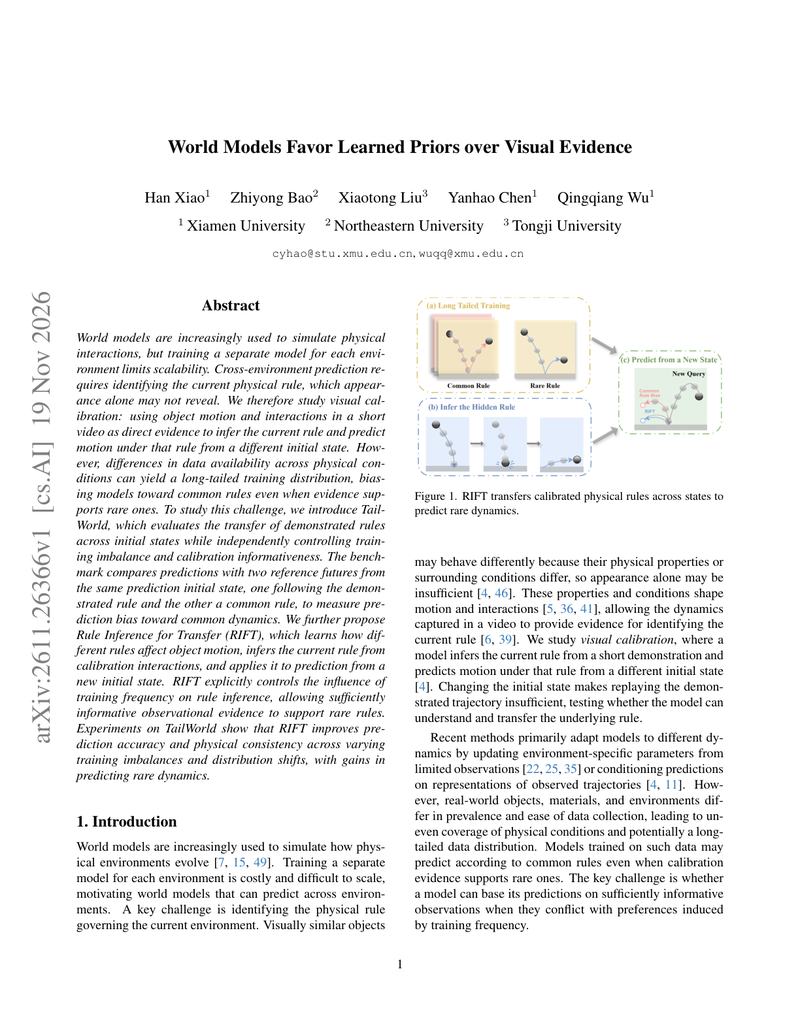 World Models Favor Learned Priors over Visual Evidence
Han Xiao1 Zhiyong Bao2 Xiaotong Liu3 Yanhao Chen1 Qingqiang Wu1
1 Xiamen University 2 Northeastern University 3 Tongji University
cyhao@stu.xmu.edu.cn, wuqq@xmu.edu.cn
arXiv:2611.26366v1 [cs.AI] 19 Nov 2026
Abstract
World models are increasingly used to simulate physical
interactions, but training a separate model for each envi-
ronment limits scalability. Cross-environment prediction re-
quires identifying the current physical rule, which appear-
ance alone may not reveal. We therefore study visual cal-
ibration: using object motion and interactions in a short
video as direct evidence to infer the current rule and predict
motion under that rule from a different initial state. How-
ever, differences in data availability across physical con-
ditions can yield a long-tailed training distribution, bias-
ing models toward common rules even when evidence sup-
ports rare ones. To study this challenge, we introduce Tail-
World, which evaluates the transfer of demonstrated rules
across initial states while independently controlling train-
ing imbalance and calibration informativeness. The bench-
mark compares predictions with two reference futures from
the same prediction initial state, one following the demon-
strated rule and the other a common rule, to measure pre-
diction bias toward common dynamics. We further propose
Rule Inference for Transfer (RIFT), which learns how dif-
ferent rules affect object motion, infers the current rule from
calibration interactions, and applies it to prediction from a
new initial state. RIFT explicitly controls the influence of
training frequency on rule inference, allowing sufficiently
informative observational evidence to support rare rules.
Experiments on TailWorld show that RIFT improves pre-
diction accuracy and physical consistency across varying
training imbalances and distribution shifts, with gains in
predicting rare dynamics.
1. Introduction
World models are increasingly used to simulate how phys-
ical environments evolve [7, 15, 49]. Training a separate
model for each environment is costly and difficult to scale,
motivating world models that can predict across environ-
ments. A key challenge is identifying the physical rule
governing the current environment. Visually similar objects
(a) Long Tailed Training
Common Rule
Rare Rule
(b) Infer the Hidden Rule
(c) Predict from a New State
New Query
Common
Rule Bias
RIFT
Figure 1. RIFT transfers calibrated physical rules across states to
predict rare dynamics.
may behave differently because their physical properties or
surrounding conditions differ, so appearance alone may be
insufficient [4, 46]. These properties and conditions shape
motion and interactions [5, 36, 41], allowing the dynamics
captured in a video to provide evidence for identifying the
current rule [6, 39]. We study visual calibration, where a
model infers the current rule from a short demonstration and
predicts motion under that rule from a different initial state
[4]. Changing the initial state makes replaying the demon-
strated trajectory insufficient, testing whether the model can
understand and transfer the underlying rule.
Recent methods primarily adapt models to different dy-
namics by updating environment-specific parameters from
limited observations [22, 25, 35] or conditioning predictions
on representations of observed trajectories [4, 11]. How-
ever, real-world objects, materials, and environments dif-
fer in prevalence and ease of data collection, leading to un-
even coverage of physical conditions and potentially a long-
tailed data distribution. Models trained on such data may
predict according to common rules even when calibration
evidence supports rare ones. The key challenge is whether
a model can base its predictions on sufficiently informative
observations when they conflict with preferences induced
by training frequency.
1